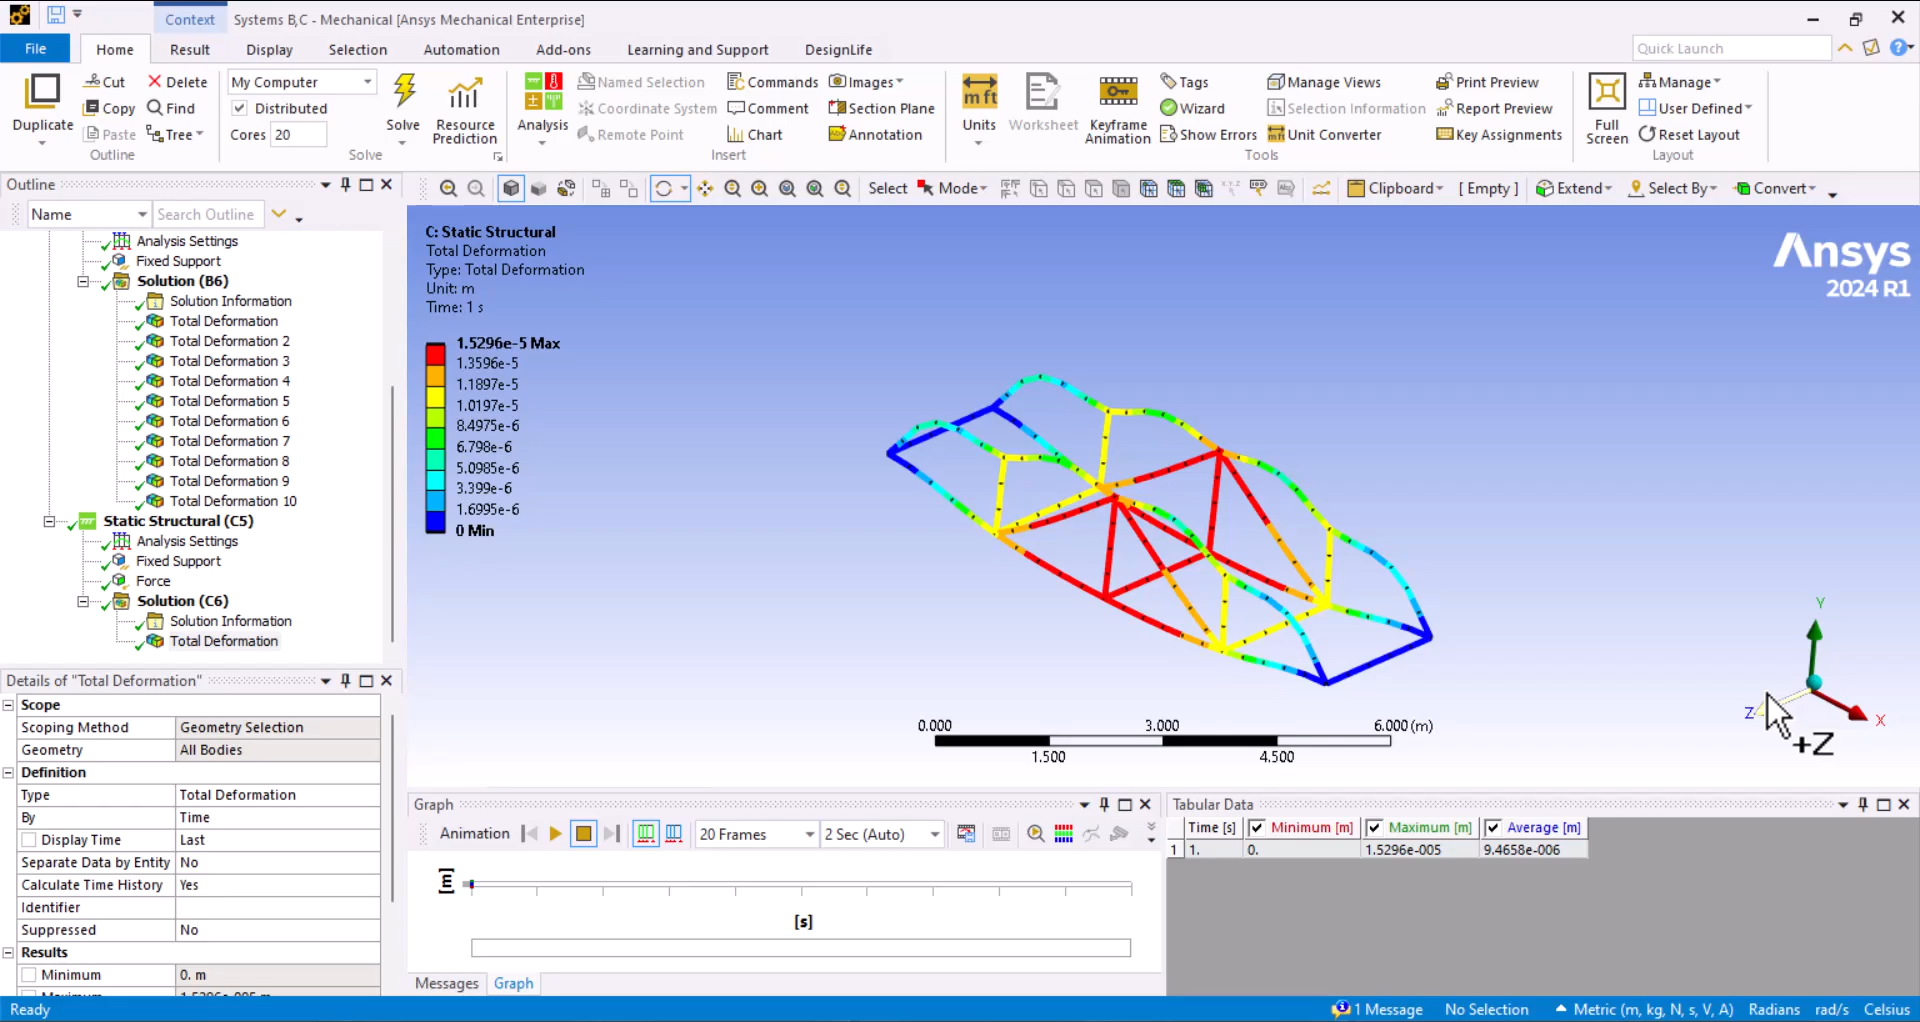 Context
Systems B,C - Mechanical [Ansys Mechanical Enterprise]
File
Home
Result
Display
Selection
Automation
Add-ons
Learning and Support
DesignLife
Quick Launch
Duplicate
Cut
Delete
Copy
Find
Paste
Tree
Outline
My Computer
Distributed
Cores 20
Solve
Resource Prediction
Solve
Analysis
Named Selection
Coordinate System
Remote Point
Commands
Comment
Chart
Images
Section Plane
Annotation
Insert
Units
Worksheet
Keyframe Animation
Tags
Wizard
Show Errors
Manage Views
Selection Information
Unit Converter
Print Preview
Report Preview
Key Assignments
Tools
Full Screen
Manage
User Defined
Reset Layout
Layout
Outline
Name
Search Outline
Select
Mode
Clipboard
[ Empty ]
Extend
Select By
Convert
Analysis Settings
Fixed Support
Solution (B6)
Solution Information
Total Deformation
Total Deformation 2
Total Deformation 3
Total Deformation 4
Total Deformation 5
Total Deformation 6
Total Deformation 7
Total Deformation 8
Total Deformation 9
Total Deformation 10
Static Structural (C5)
Analysis Settings
Fixed Support
Force
Solution (C6)
Solution Information
Total Deformation
C: Static Structural
Total Deformation
Type: Total Deformation
Unit: m
Time: 1 s
1.5296e-5 Max
1.3596e-5
1.1897e-5
1.0197e-5
8.4975e-6
6.798e-6
5.0985e-6
3.399e-6
1.6995e-6
0 Min
Ansys
2024 R1
Y
Z
X
+Z
0.000
3.000
6.000 (m)
1.500
4.500
Details of "Total Deformation"
Scope
Scoping Method Geometry Selection
Geometry All Bodies
Definition
Type Total Deformation
By Time
Display Time Last
Separate Data by Entity No
Calculate Time History Yes
Identifier
Suppressed No
Results
Minimum 0. m
Graph
Animation
20 Frames
2 Sec (Auto)
[m]
[s]
Messages
Graph
Tabular Data
Time [s] Minimum [m] Maximum [m] Average [m]
1 1. 0. 1.5296e-005 9.4658e-006
Ready
1 Message
No Selection
Metric (m, kg, N, s, V, A)
Radians
rad/s
Celsius